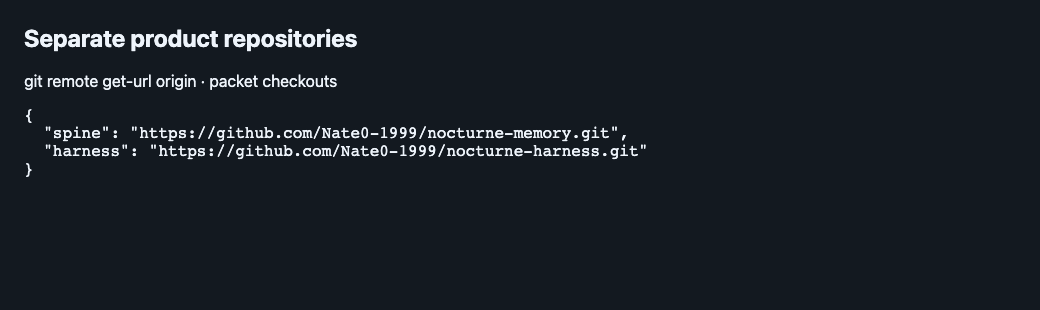 Separate product repositories
git remote get-url origin · packet checkouts
{
  "spine": "https://github.com/Nate0-1999/nocturne-memory.git",
  "harness": "https://github.com/Nate0-1999/nocturne-harness.git"
}